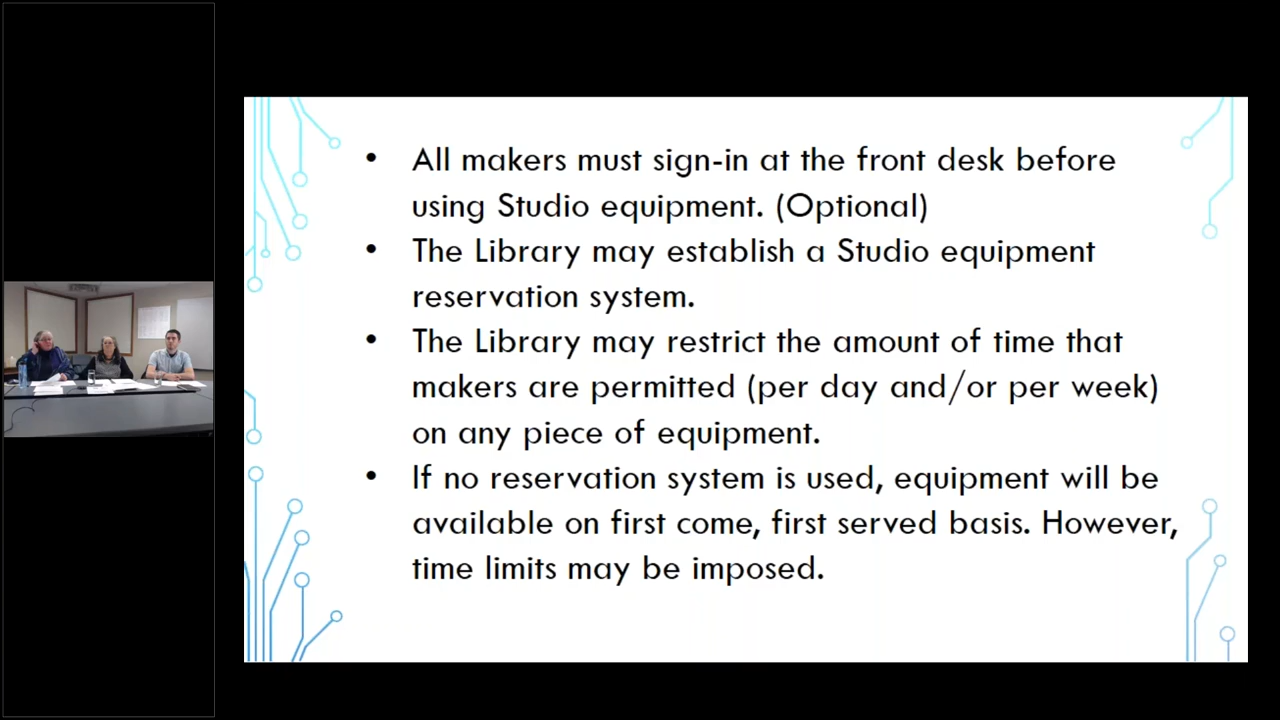 • All makers must sign-in at the front desk before
using Studio equipment. (Optional)
• The Library may establish a Studio equipment
reservation system.
• The Library may restrict the amount of time that
makers are permitted (per day and/or per week)
on any piece of equipment.
• If no reservation system is used, equipment will be
available on first come, first served basis. However,
time limits may be imposed.